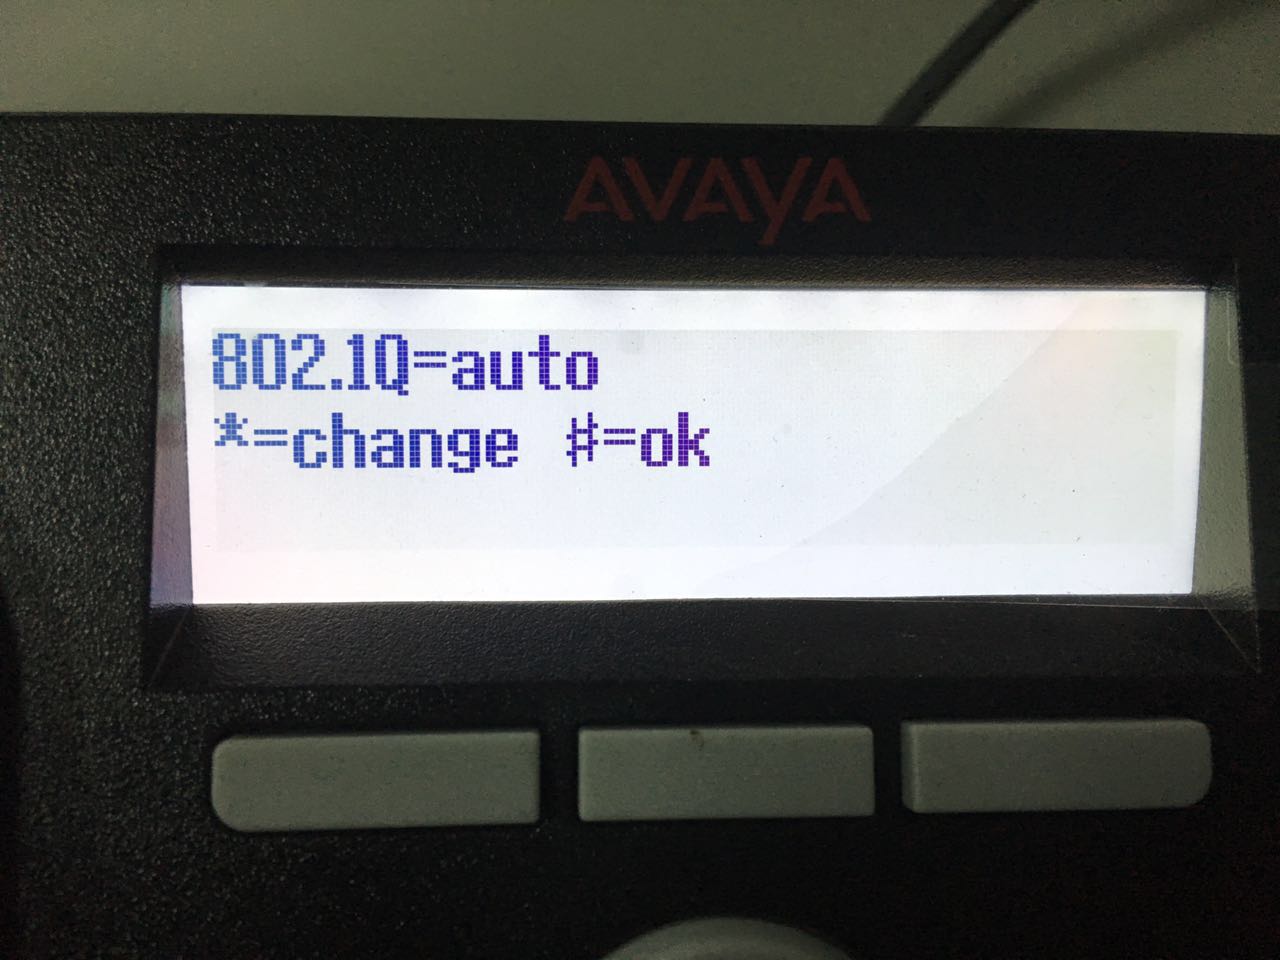 AVAYA
802.1Q=auto
*=change #=ok